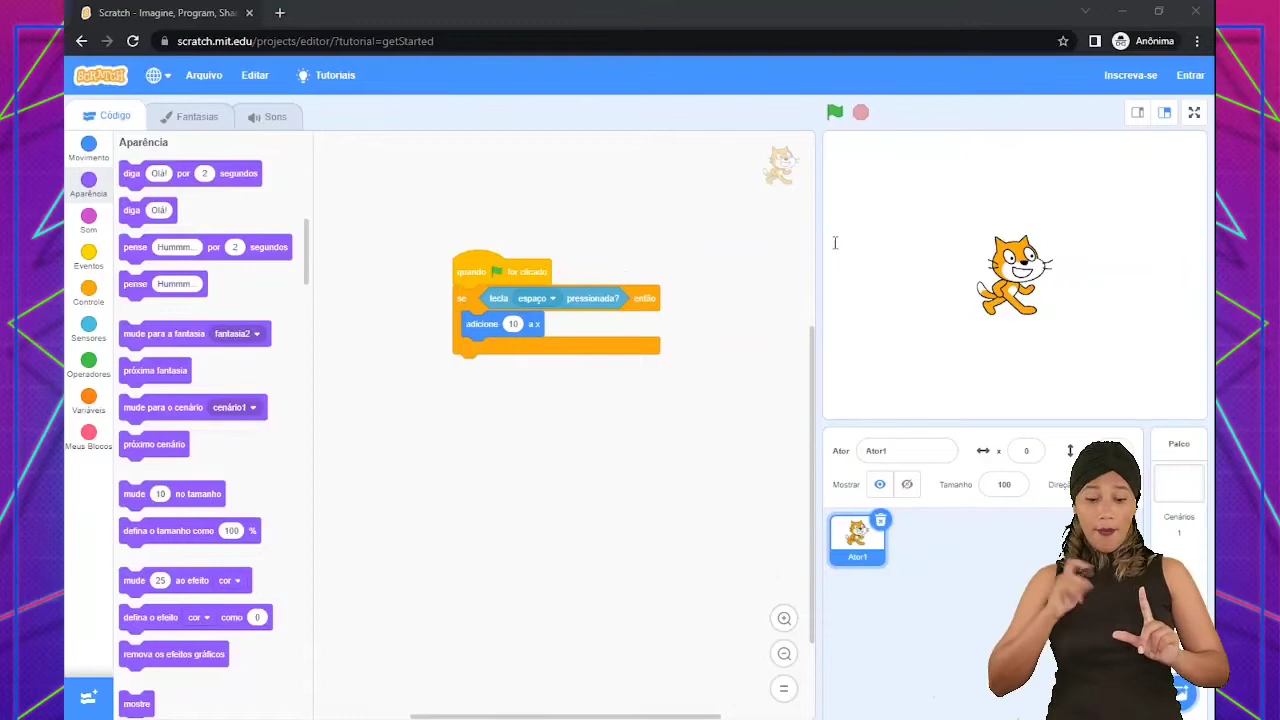 Scratch - Imagine, Program, Shar
scratch.mit.edu/projects/editor/?tutorial=getStarted
Anônima
SCRATCH
Arquivo
Editar
Tutoriais
Inscreva-se
Entrar
Código
Fantasias
Sons
Movimento
Aparência
Som
Eventos
Controle
Sensores
Operadores
Variáveis
Meus Blocos
Aparência
diga Olá! por 2 segundos
diga Olá!
pense Hummm... por 2 segundos
pense Hummm...
mude para a fantasia fantasia2
próxima fantasia
mude para o cenário cenário1
próximo cenário
mude 10 no tamanho
defina o tamanho como 100 %
mude 25 ao efeito cor
defina o efeito cor como 0
remova os efeitos gráficos
mostre
quando for clicado
se tecla espaço pressionada? então
adicione 10 a x
Ator Ator1 x 0
Mostrar Tamanho 100
Ator1
Palco
Cenários
1